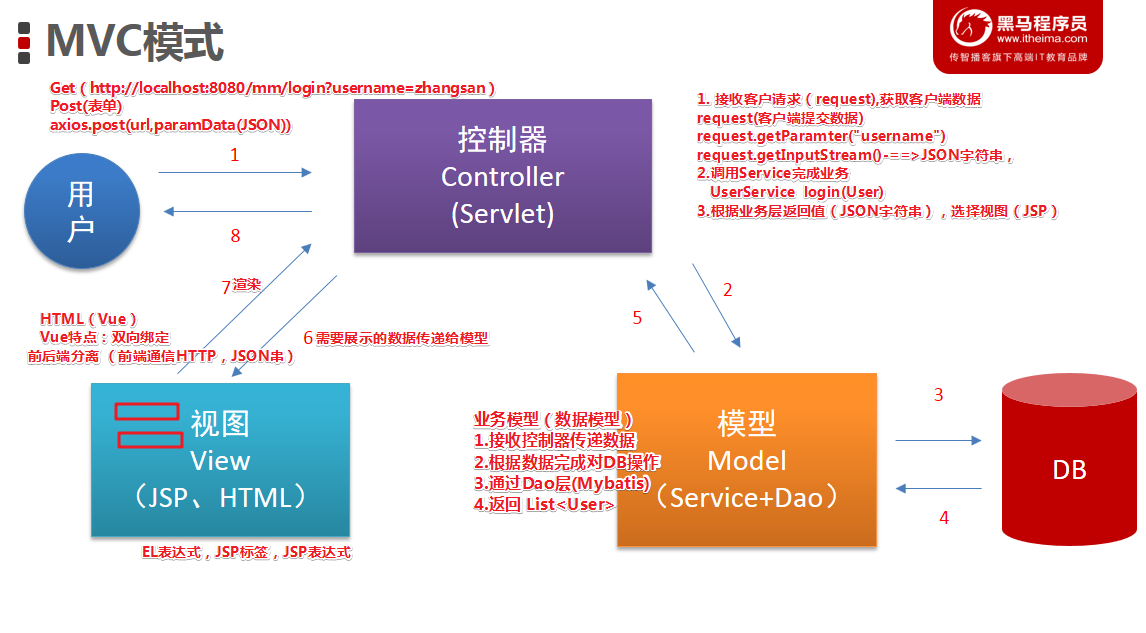 MVC模式
黑马程序员
www.itheima.com
传智播客旗下高端IT教育品牌
Get（http://localhost:8080/mm/login?username=zhangsan）
Post(表单)
axios.post(url,paramData(JSON))
1
用
户
8
控制器
Controller
(Servlet)
1. 接收客户请求（request),获取客户端数据
request(客户端提交数据)
request.getParamter("username")
request.getInputStream()-==>JSON字符串，
2.调用Service完成业务
UserService login(User)
3.根据业务层返回值（JSON字符串），选择视图（JSP）
7渲染
2
5
6需要展示的数据传递给模型
HTML（Vue）
Vue特点：双向绑定
前后端分离 （前端通信HTTP，JSON串）
视图
View
（JSP、HTML）
EL表达式，JSP标签，JSP表达式
业务模型（数据模型）
1.接收控制器传递数据
2.根据数据完成对DB操作
3.通过Dao层(Mybatis)
4.返回 List<User>
模型
Model
（Service+Dao）
3
4
DB